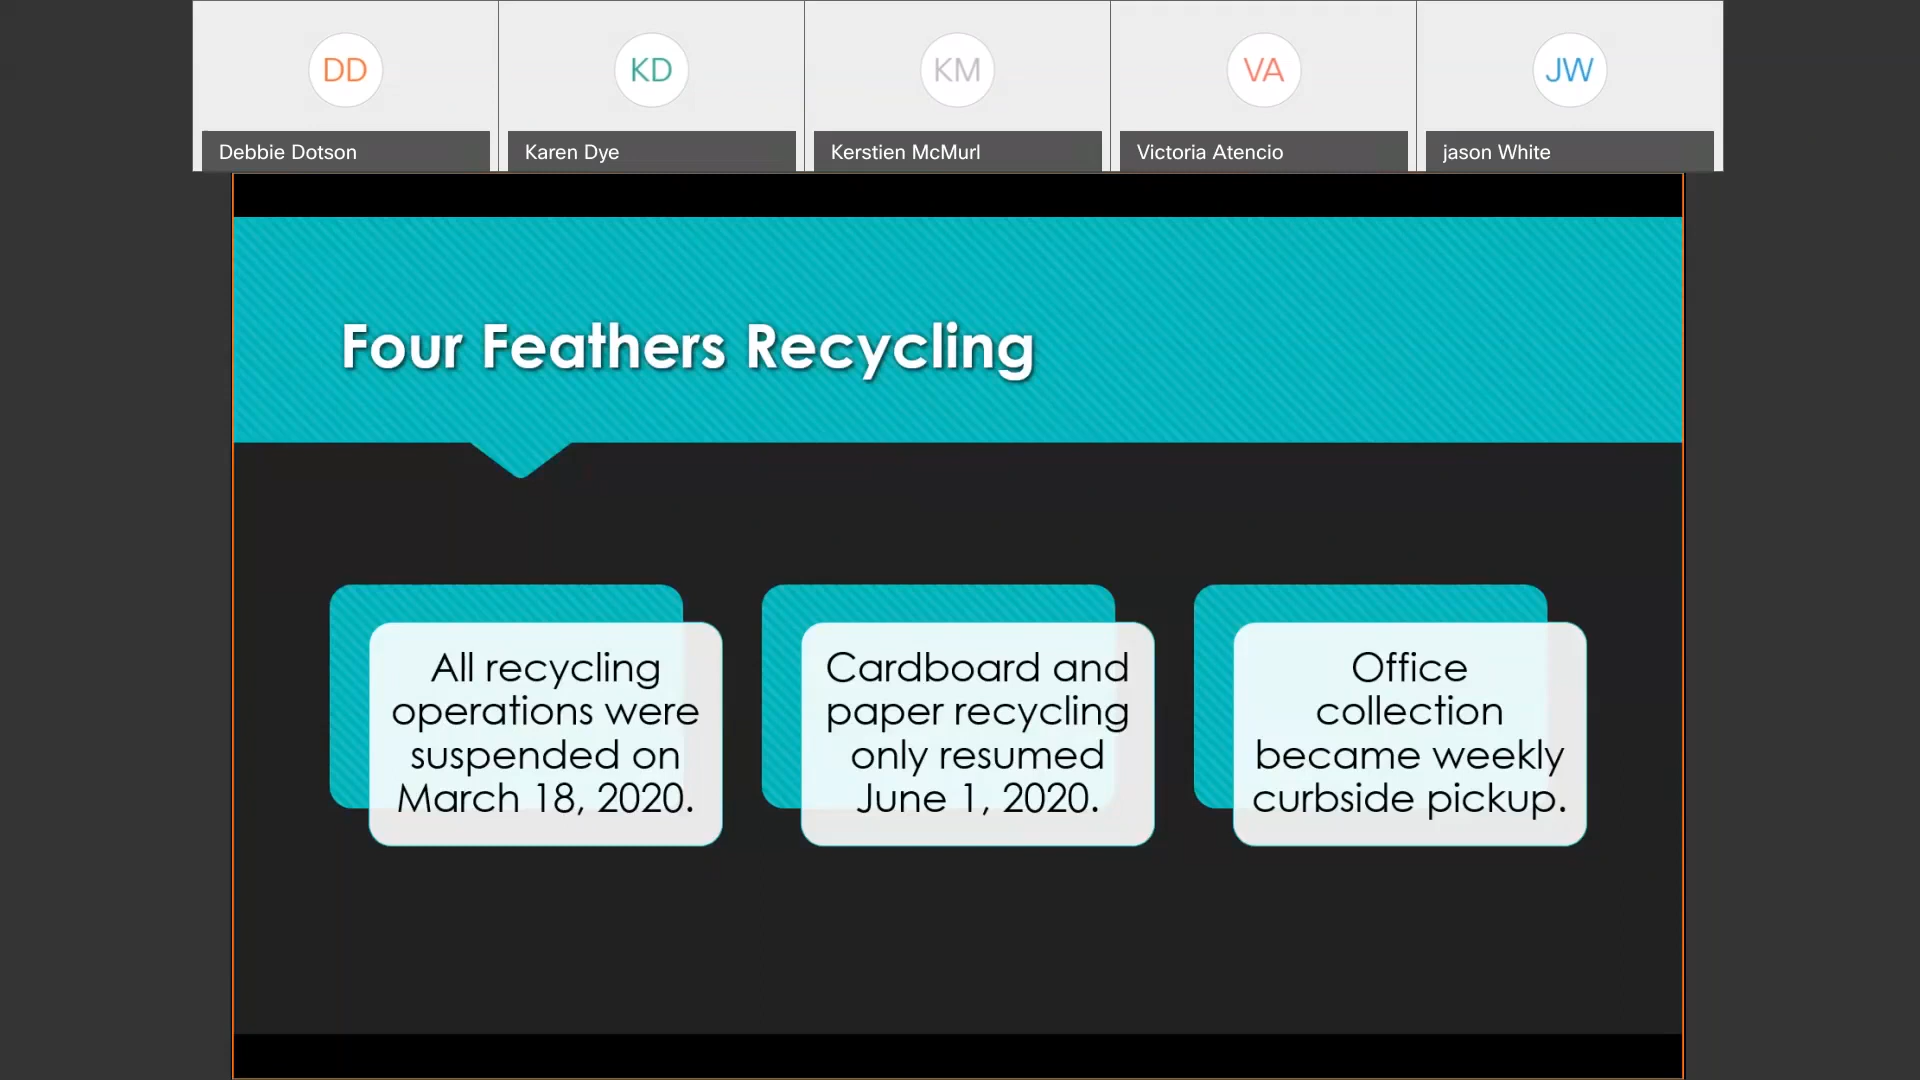 DD
KD
KM
VA
JW
Debbie Dotson
Karen Dye
Kerstien McMurl
Victoria Atencio
jason White
Four Feathers Recycling
All recycling
operations were
suspended on
March 18, 2020.
Cardboard and
paper recycling
only resumed
June 1, 2020.
Office
collection
became weekly
curbside pickup.